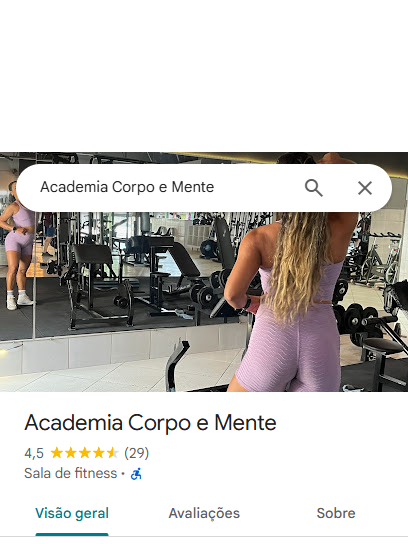 Academia Corpo e Mente
Academia Corpo e Mente
4,5 (29)
Sala de fitness ·
Visão geral Avaliações Sobre